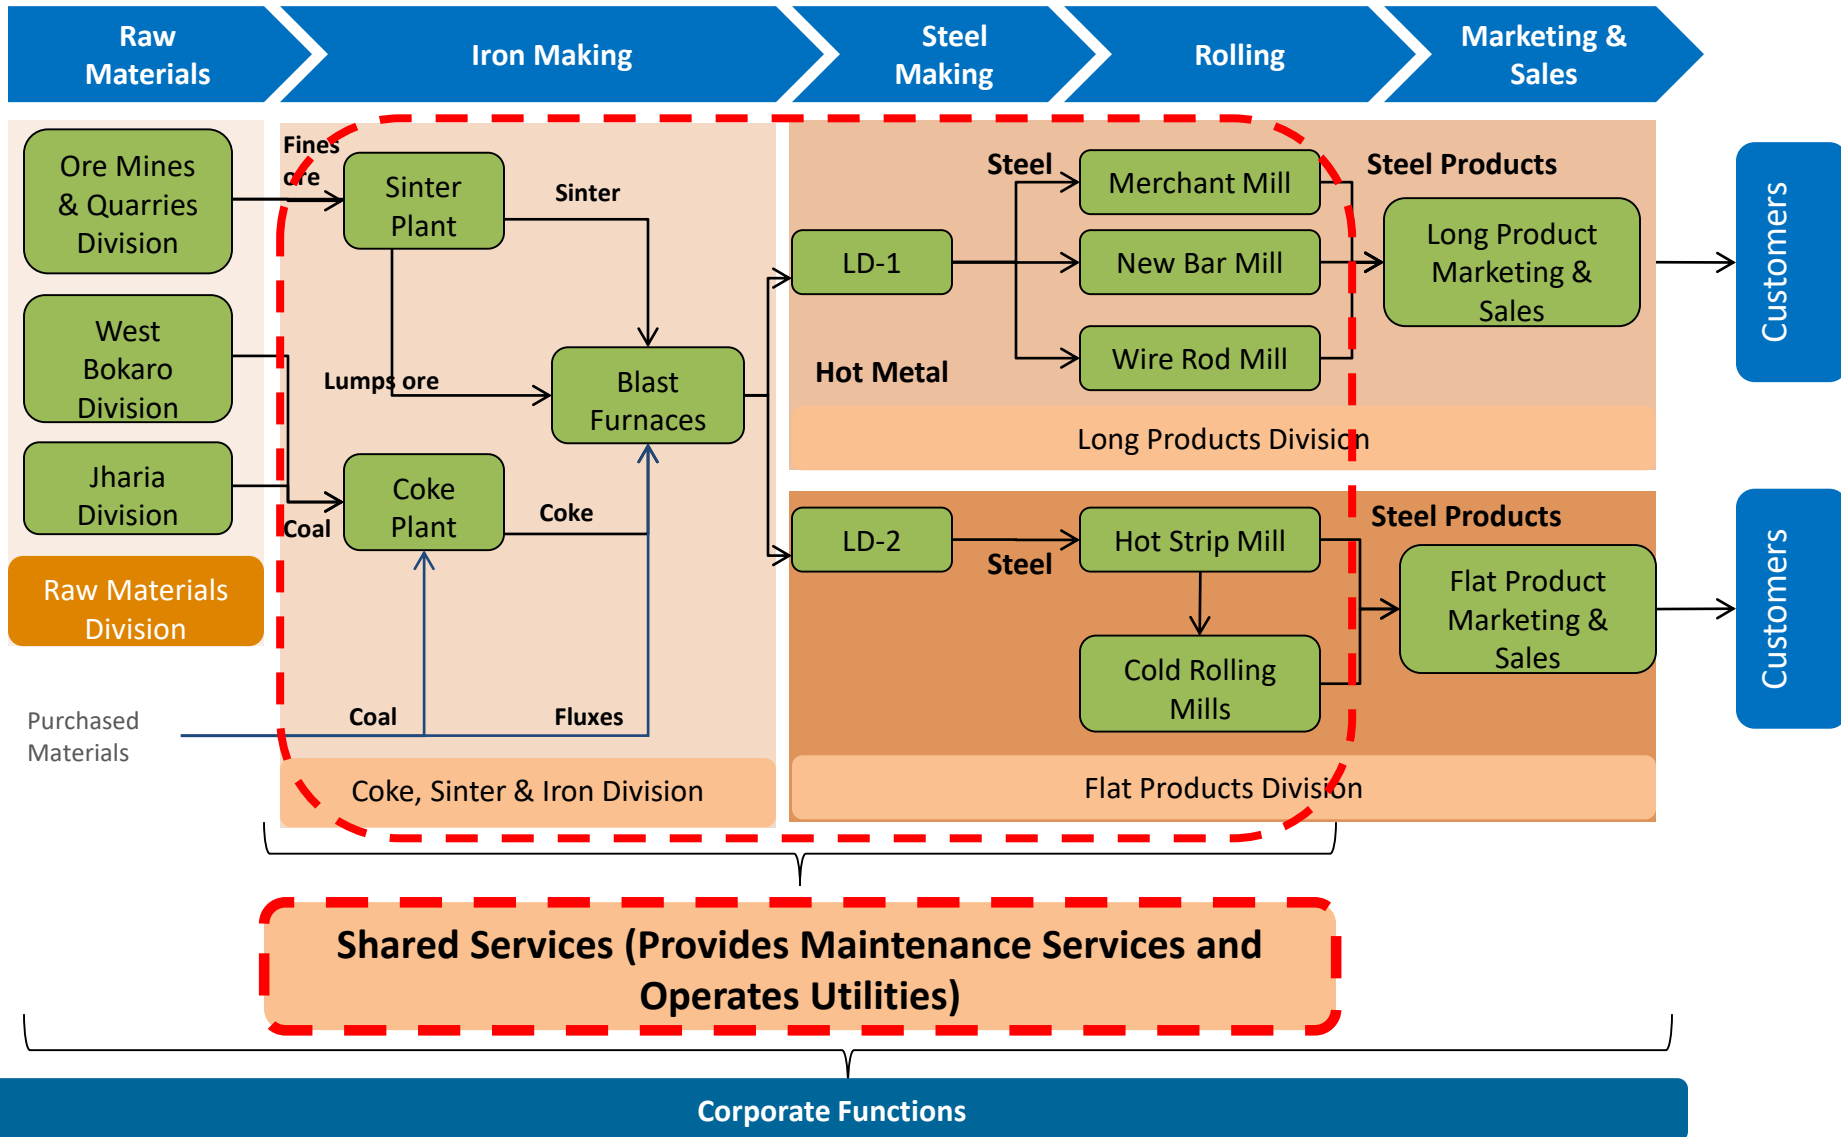 Raw
Materials
Iron Making
Steel
Making
Rolling
Marketing &
Sales
Ore Mines
& Quarries
Division
West
Bokaro
Division
Jharia
Division
Raw Materials
Division
Purchased
Materials
Fines
ore
Sinter
Plant
Sinter
Lumps ore
Blast
Furnaces
Coal
Coke
Plant
Coke
Coal
Fluxes
Coke, Sinter & Iron Division
LD-1
Hot Metal
Steel
Merchant Mill
New Bar Mill
Wire Rod Mill
Steel Products
Long Product
Marketing &
Sales
Long Products Division
Customers
LD-2
Steel
Hot Strip Mill
Cold Rolling
Mills
Steel Products
Flat Product
Marketing &
Sales
Flat Products Division
Customers
Shared Services (Provides Maintenance Services and
Operates Utilities)
Corporate Functions